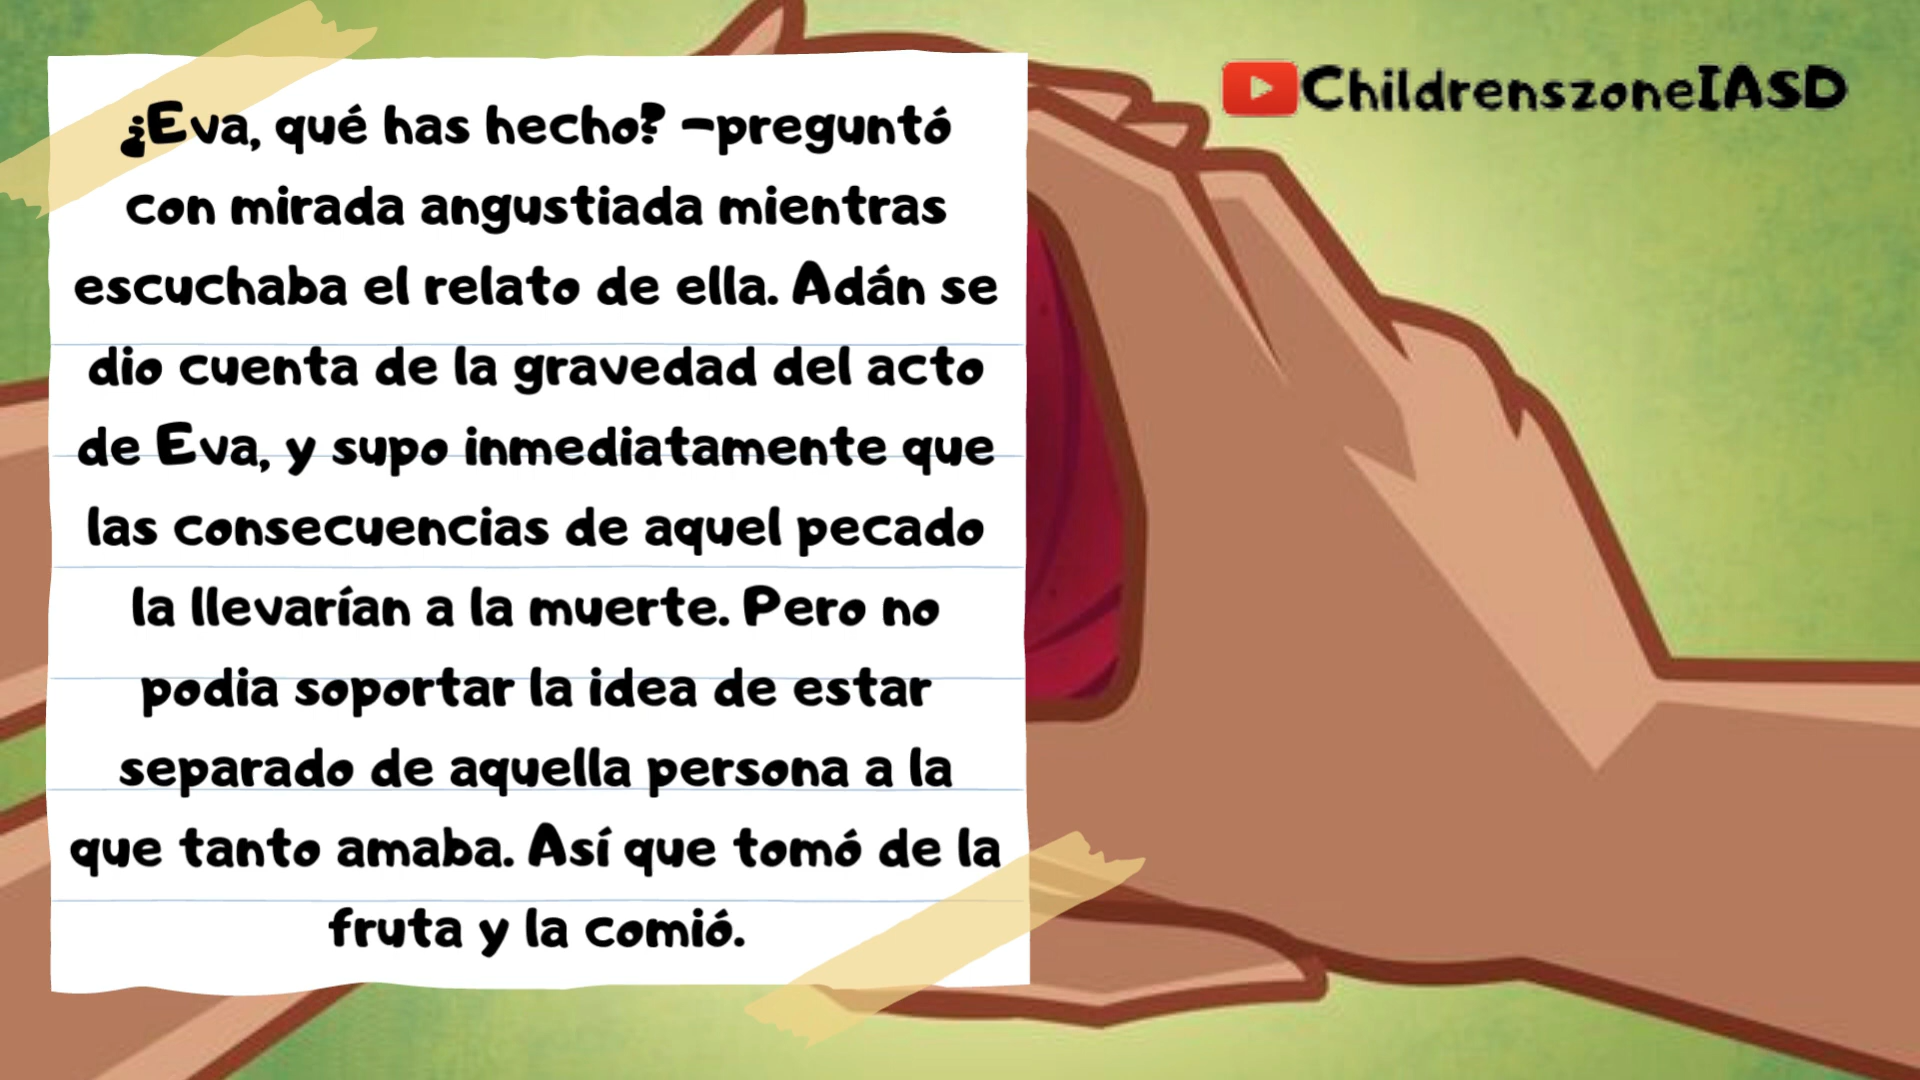 ChildrenszoneIASD
¿Eva, qué has hecho? -preguntó
con mirada angustiada mientras
escuchaba el relato de ella. Adán se
dio cuenta de la gravedad del acto
de Eva, y supo inmediatamente que
las consecuencias de aquel pecado
la llevarían a la muerte. Pero no
podia soportar la idea de estar
separado de aquella persona a la
que tanto amaba. Así que tomó de la
fruta y la comió.